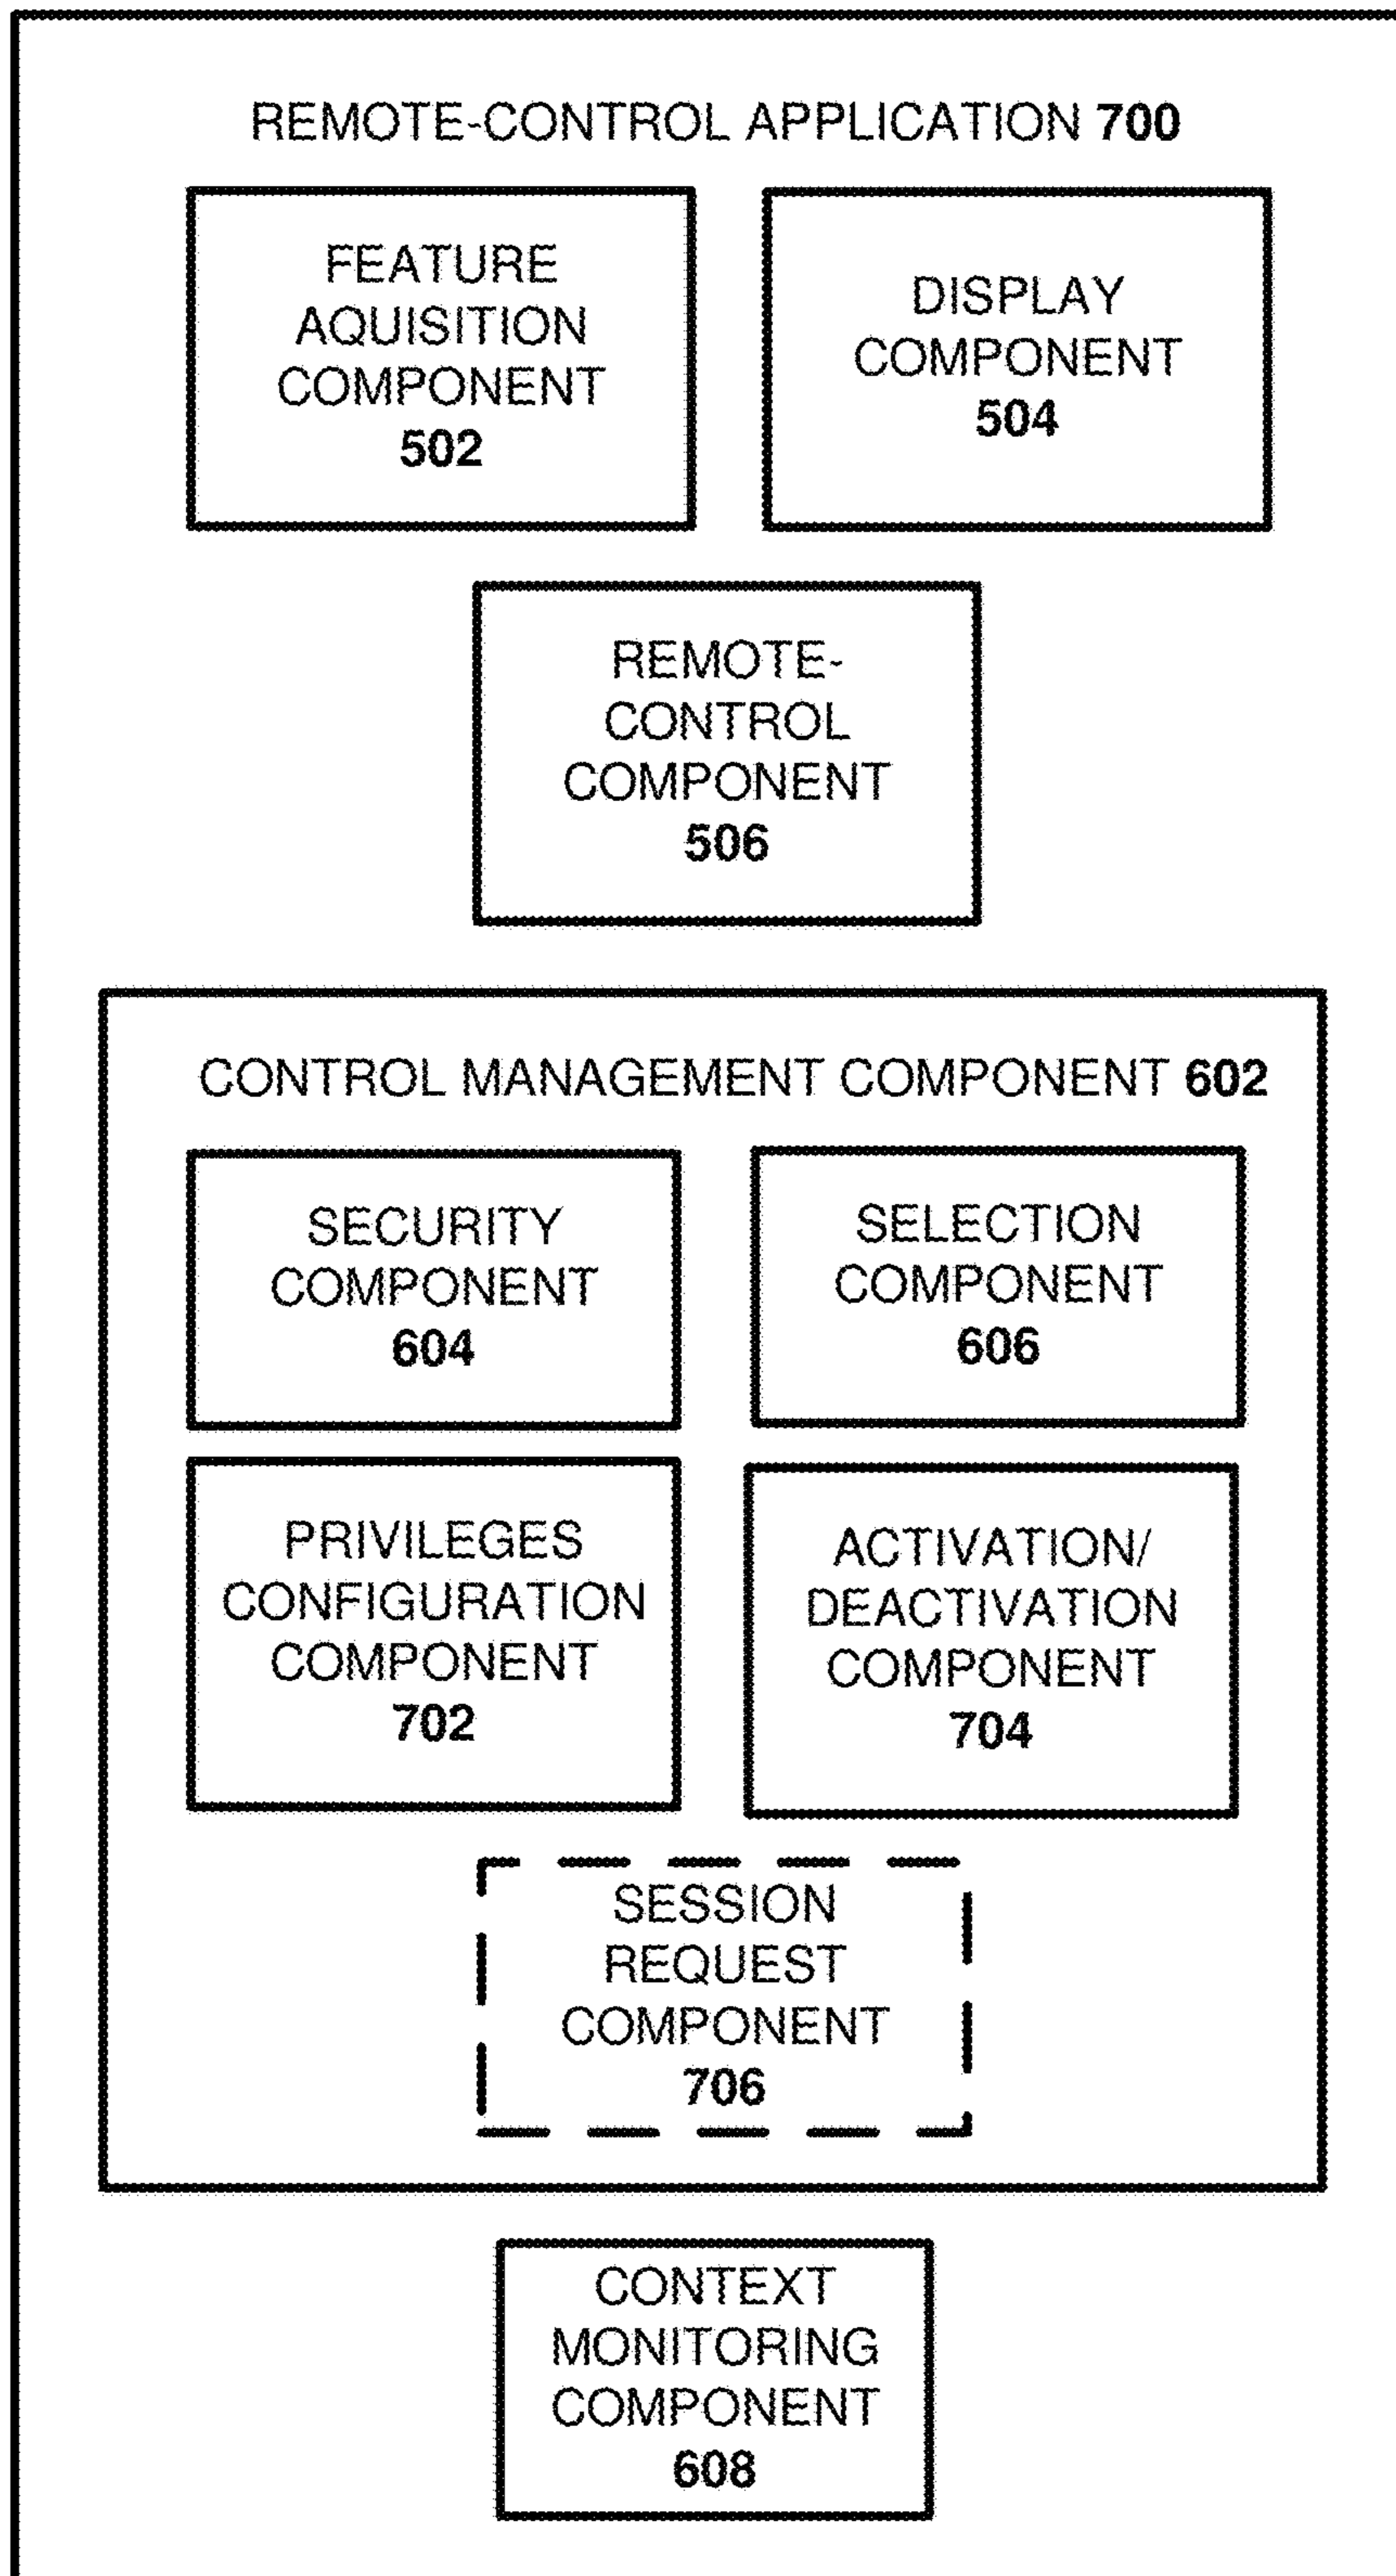 REMOTE-CONTROL APPLICATION 700
FEATURE
AQUISITION
COMPONENT
502
DISPLAY
COMPONENT
504
REMOTE-
CONTROL
COMPONENT
506
CONTROL MANAGEMENT COMPONENT 602
SECURITY
COMPONENT
604
SELECTION
COMPONENT
606
PRIVILEGES
CONFIGURATION
COMPONENT
702
ACTIVATION/
DEACTIVATION
COMPONENT
704
SESSION
REQUEST
COMPONENT
706
CONTEXT
MONITORING
COMPONENT
608